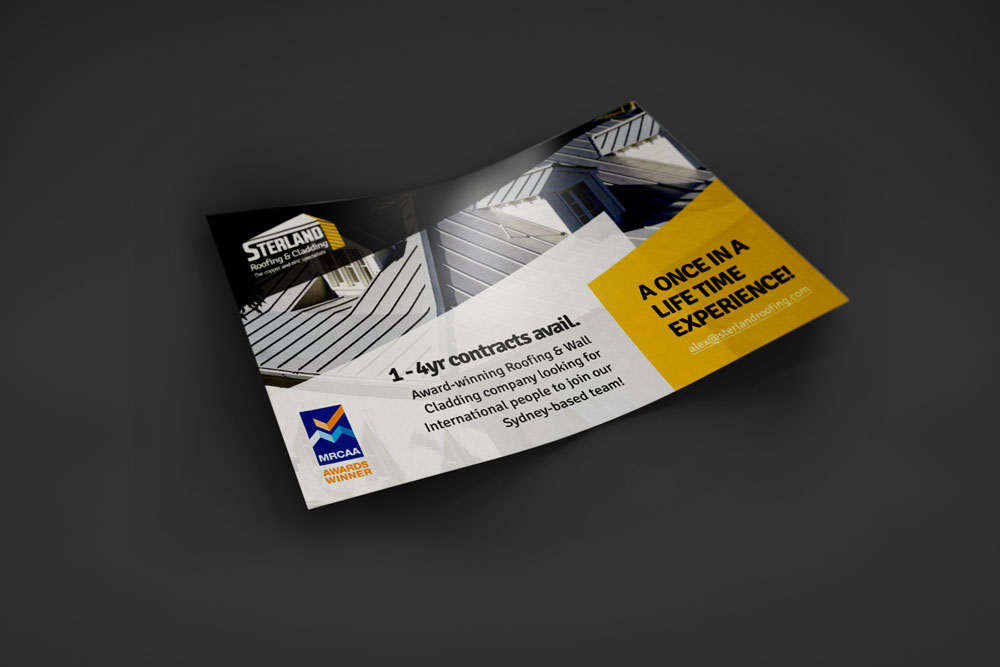 STERLAND
Roofing & Cladding
The copper and zinc specialists
1 - 4yr contracts avail.
Award-winning Roofing & Wall
Cladding company looking for
International people to join our
Sydney-based team!
A ONCE IN A
LIFE TIME
EXPERIENCE!
alex@sterlandroofing.com
MRCAA
AWARDS
WINNER